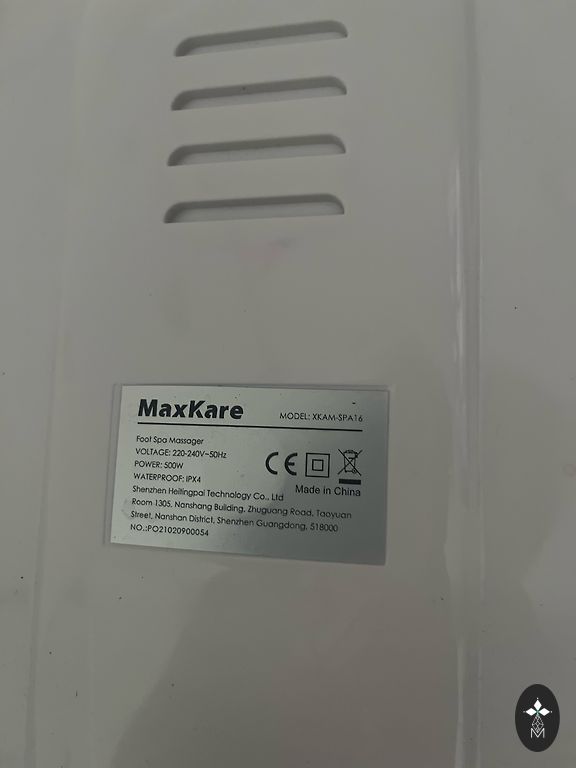 MaxKare
MODEL: XKAM-SPA16
Foot Spa Massager
VOLTAGE: 220-240V~50Hz
POWER: 500W
WATERPROOF: IPX4
CE
Made in China
Shenzhen Heitingpai Technology Co., Ltd
Room 1305, Nanshang Building, Zhuguang Road, Taoyuan
Street, Nanshan District, Shenzhen Guangdong, 518000
NO.:PO21020900054
M